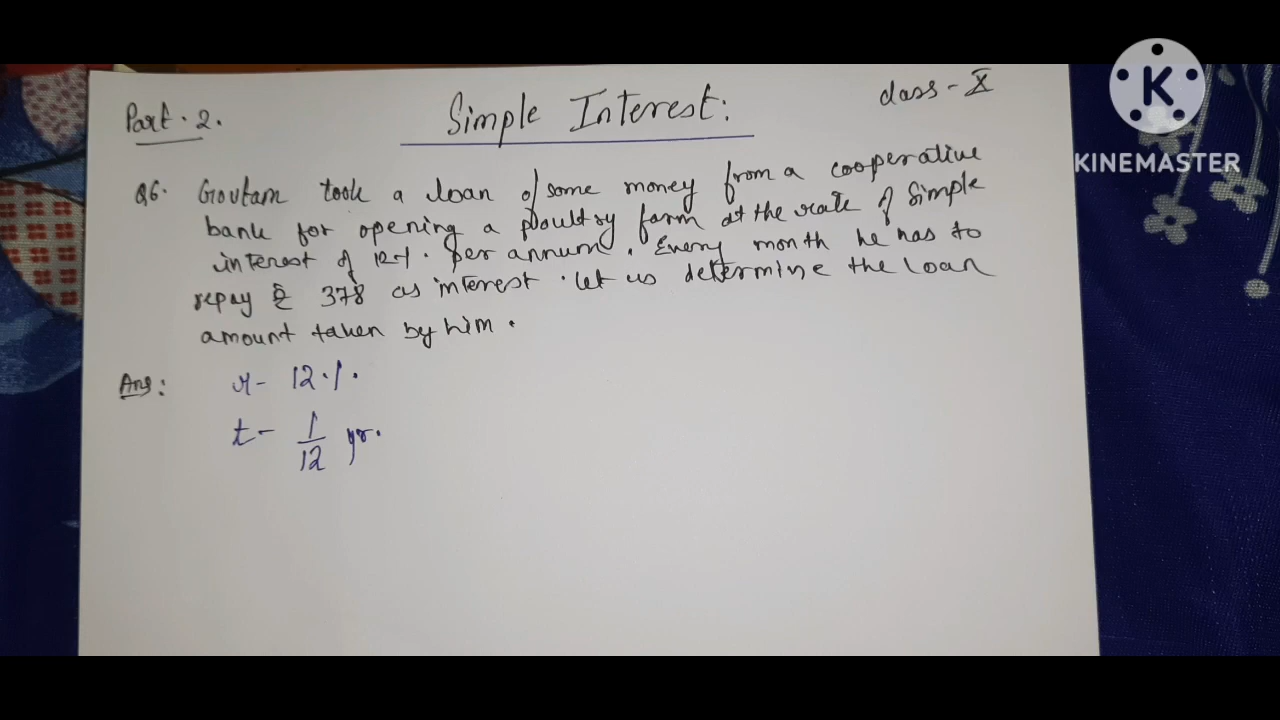 Part. 2.
Simple Interest:
class - X
Q6. Goutam took a loan of some money from a cooperative
bank for opening a poultry farm at the rate of simple
interest of 12%. per annum. Every month he has to
repay ₹ 378 as interest. let us determine the loan
amount taken by him.
Ans:
r - 12%.
t - 1/12 yr.
K
KINEMASTER